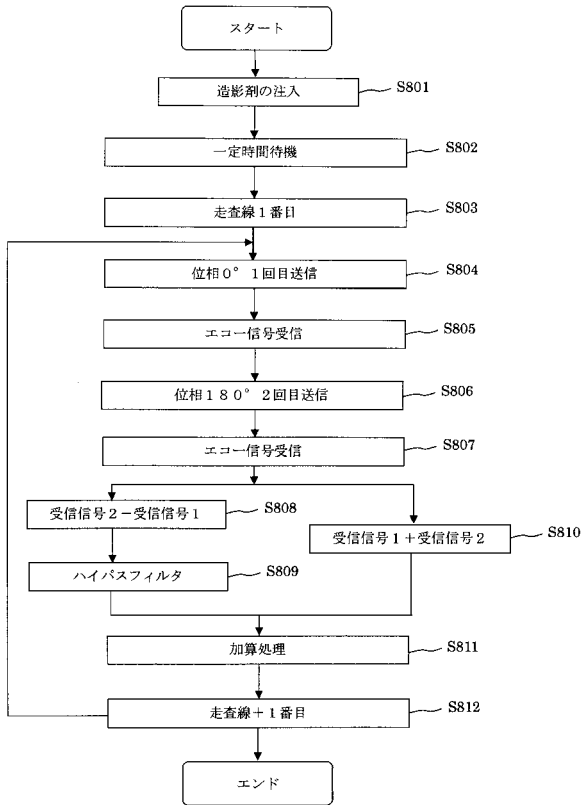 スタート
造影剤の注入
S801
一定時間待機
S802
走査線1番目
S803
位相0° 1回目送信
S804
エコー信号受信
S805
位相180° 2回目送信
S806
エコー信号受信
S807
受信信号2－受信信号1
S808
受信信号1＋受信信号2
S810
ハイパスフィルタ
S809
加算処理
S811
走査線＋1番目
S812
エンド